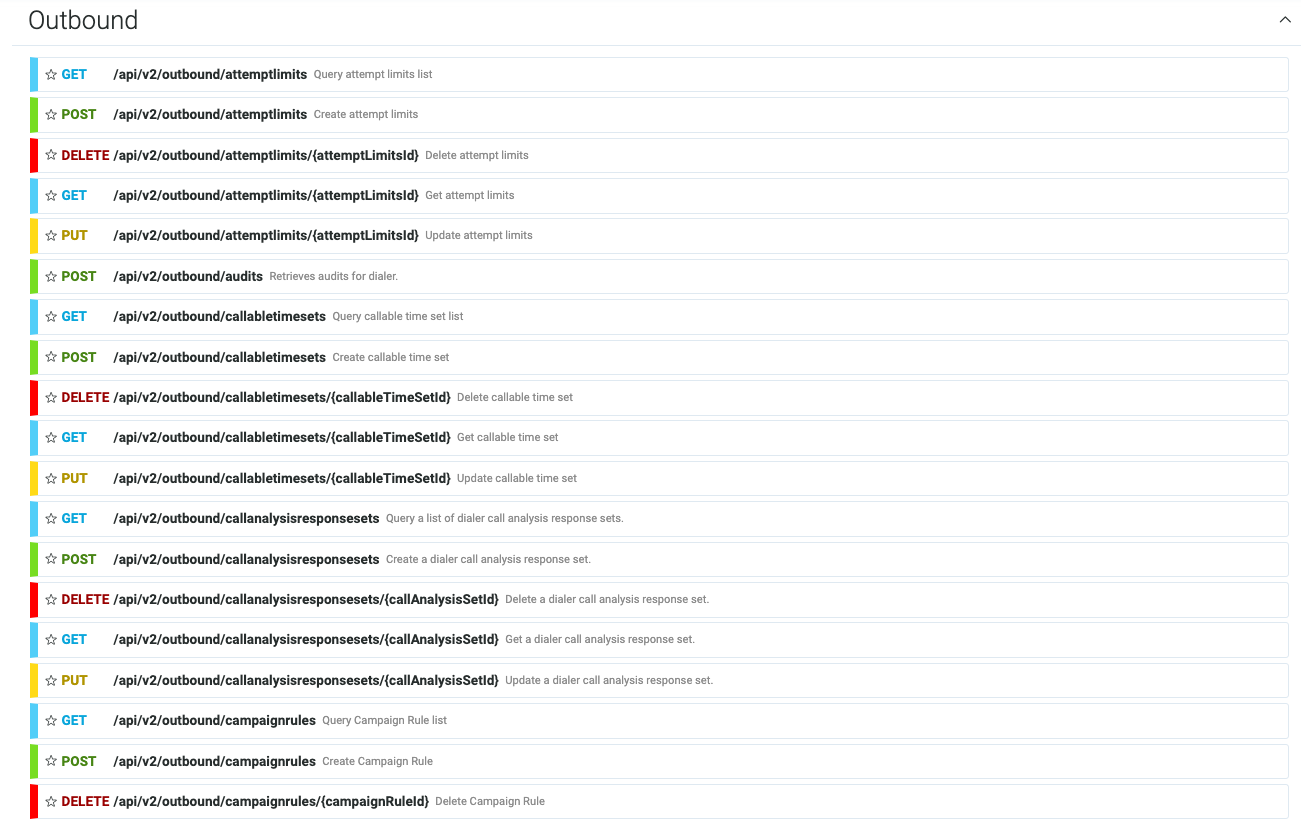 Outbound
GET /api/v2/outbound/attemptlimits Query attempt limits list
POST /api/v2/outbound/attemptlimits Create attempt limits
DELETE /api/v2/outbound/attemptlimits/{attemptLimitsId} Delete attempt limits
GET /api/v2/outbound/attemptlimits/{attemptLimitsId} Get attempt limits
PUT /api/v2/outbound/attemptlimits/{attemptLimitsId} Update attempt limits
POST /api/v2/outbound/audits Retrieves audits for dialer.
GET /api/v2/outbound/callabletimesets Query callable time set list
POST /api/v2/outbound/callabletimesets Create callable time set
DELETE /api/v2/outbound/callabletimesets/{callableTimeSetId} Delete callable time set
GET /api/v2/outbound/callabletimesets/{callableTimeSetId} Get callable time set
PUT /api/v2/outbound/callabletimesets/{callableTimeSetId} Update callable time set
GET /api/v2/outbound/callanalysisresponsesets Query a list of dialer call analysis response sets.
POST /api/v2/outbound/callanalysisresponsesets Create a dialer call analysis response set.
DELETE /api/v2/outbound/callanalysisresponsesets/{callAnalysisSetId} Delete a dialer call analysis response set.
GET /api/v2/outbound/callanalysisresponsesets/{callAnalysisSetId} Get a dialer call analysis response set.
PUT /api/v2/outbound/callanalysisresponsesets/{callAnalysisSetId} Update a dialer call analysis response set.
GET /api/v2/outbound/campaignrules Query Campaign Rule list
POST /api/v2/outbound/campaignrules Create Campaign Rule
DELETE /api/v2/outbound/campaignrules/{campaignRuleId} Delete Campaign Rule